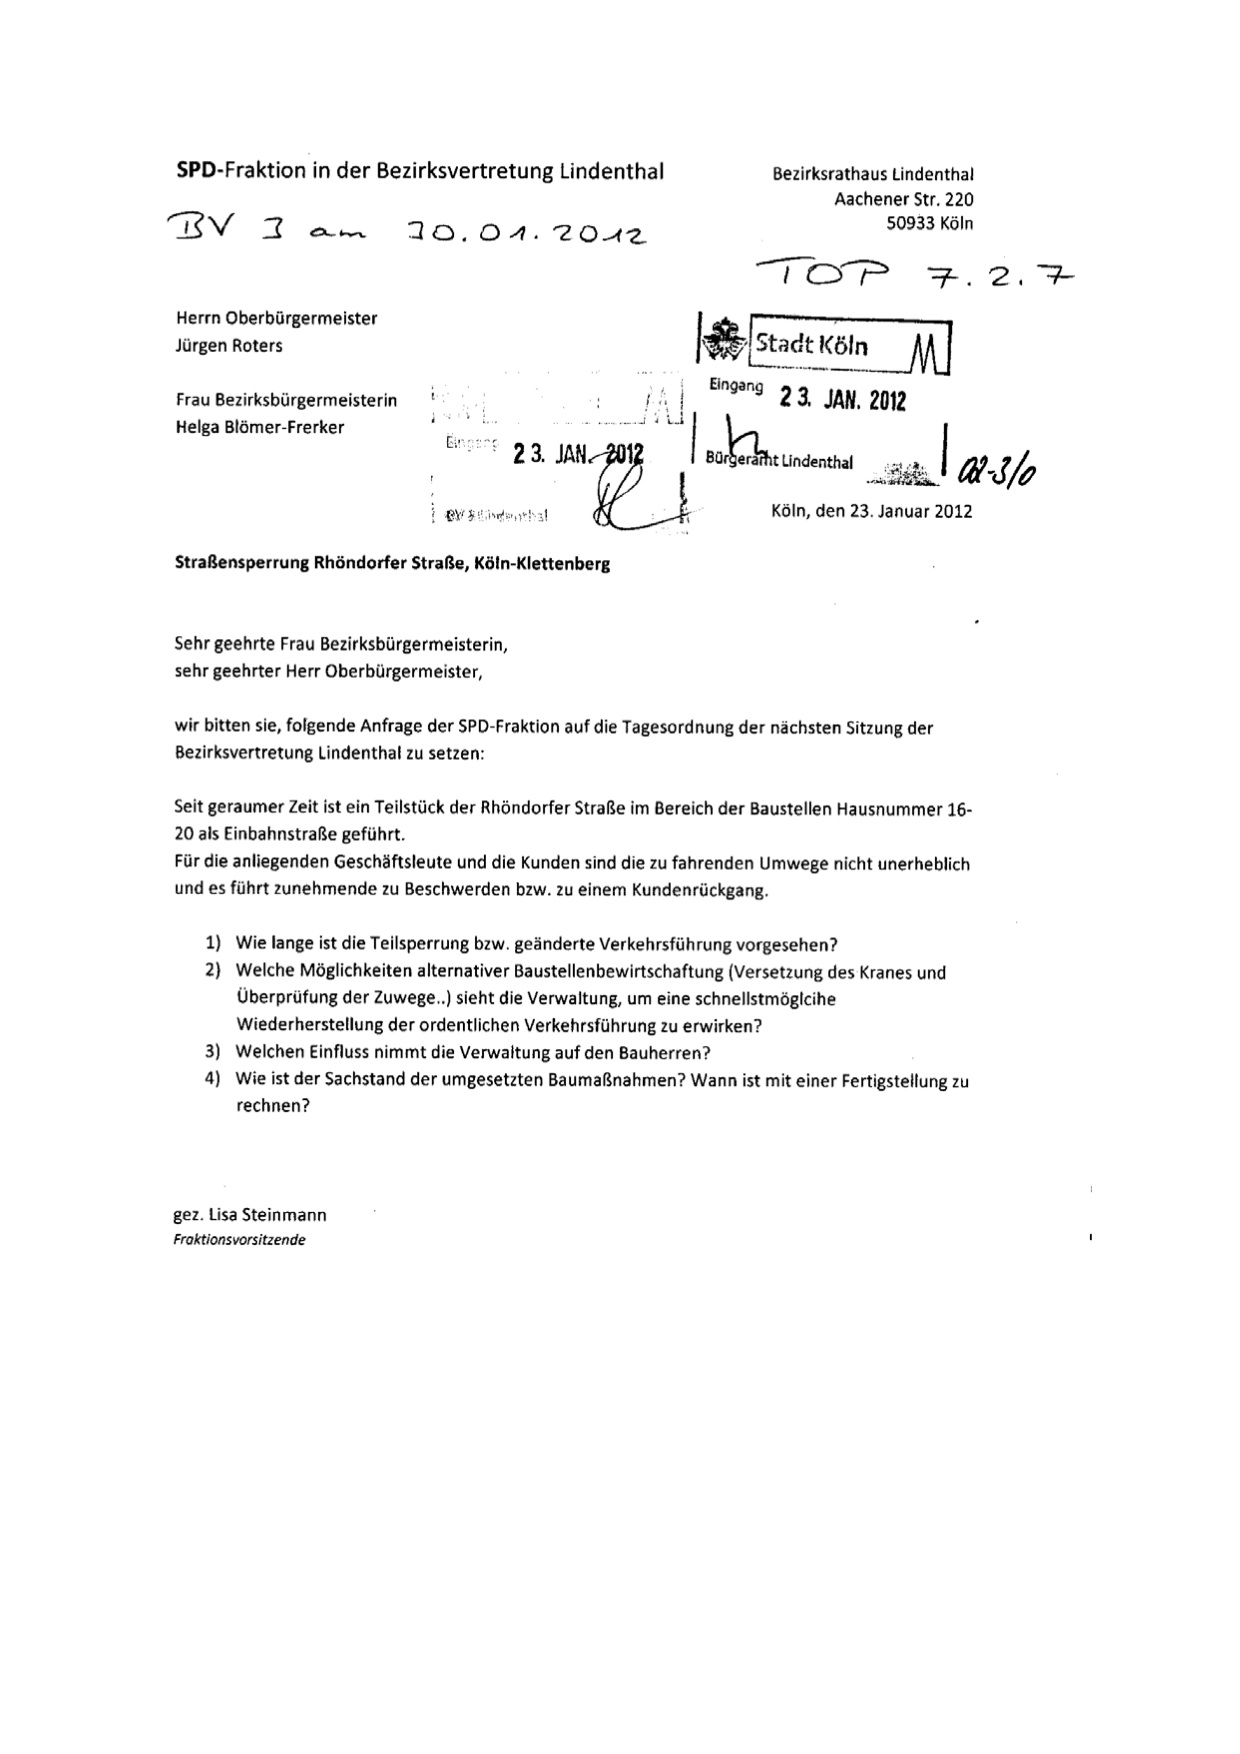 SPD-Fraktion in der Bezirksvertretung Lindenthal
Bezirksrathaus Lindenthal
Aachener Str. 220
50933 Köln
BV 3 am 30.01.2012
TOP 7.2.7
Herrn Oberbürgermeister
Jürgen Roters
Stadt Köln
Eingang 23. JAN. 2012
Bürgeramt Lindenthal
02-3/0
Frau Bezirksbürgermeisterin
Helga Blömer-Frerker
Eingang 23. JAN. 2012
BV 3 Lindenthal
Köln, den 23. Januar 2012
Straßensperrung Rhöndorfer Straße, Köln-Klettenberg
Sehr geehrte Frau Bezirksbürgermeisterin,
sehr geehrter Herr Oberbürgermeister,
wir bitten sie, folgende Anfrage der SPD-Fraktion auf die Tagesordnung der nächsten Sitzung der
Bezirksvertretung Lindenthal zu setzen:
Seit geraumer Zeit ist ein Teilstück der Rhöndorfer Straße im Bereich der Baustellen Hausnummer 16-
20 als Einbahnstraße geführt.
Für die anliegenden Geschäftsleute und die Kunden sind die zu fahrenden Umwege nicht unerheblich
und es führt zunehmende zu Beschwerden bzw. zu einem Kundenrückgang.
1) Wie lange ist die Teilsperrung bzw. geänderte Verkehrsführung vorgesehen?
2) Welche Möglichkeiten alternativer Baustellenbewirtschaftung (Versetzung des Kranes und
Überprüfung der Zuwege..) sieht die Verwaltung, um eine schnellstmöglcihe
Wiederherstellung der ordentlichen Verkehrsführung zu erwirken?
3) Welchen Einfluss nimmt die Verwaltung auf den Bauherren?
4) Wie ist der Sachstand der umgesetzten Baumaßnahmen? Wann ist mit einer Fertigstellung zu
rechnen?
gez. Lisa Steinmann
Fraktionsvorsitzende